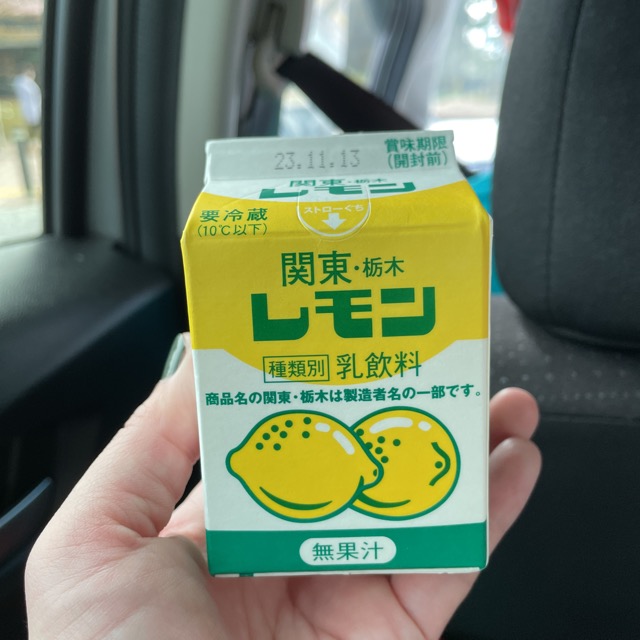 23.11.13
賞味期限
(開封前)
関東・栃木
レモン
ストローぐち
要冷蔵
(10℃以下)
関東・栃木
レモン
種類別 乳飲料
商品名の関東・栃木は製造者名の一部です。
無果汁